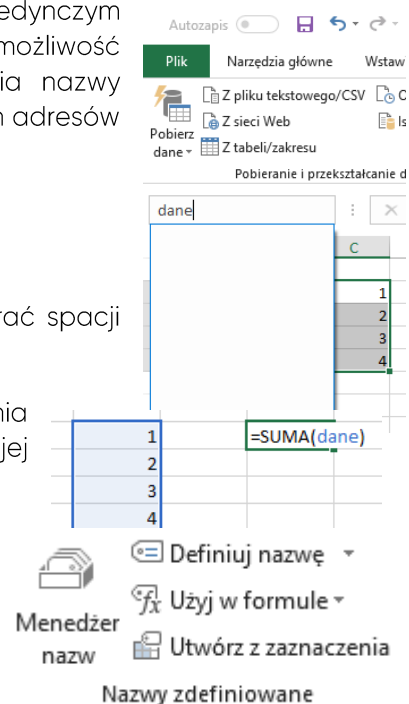 edynczym
możliwość
ia nazwy
n adresów
rać spacji
nia
jej
Autozapis
Plik Narzędzia główne Wstaw
Pobierz
dane
Z pliku tekstowego/CSV
Z sieci Web
Z tabeli/zakresu
Pobieranie i przekształcanie d
dane
C
1
2
3
4
1 =SUMA(dane)
2
3
4
Menedżer
nazw
Definiuj nazwę
Użyj w formule
Utwórz z zaznaczenia
Nazwy zdefiniowane